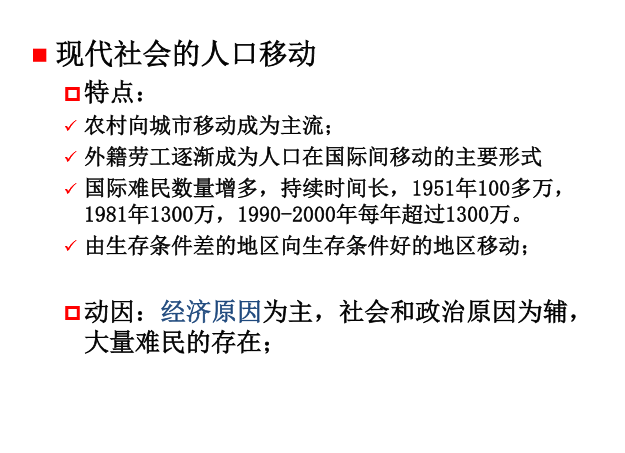 现代社会的人口移动
特点：
农村向城市移动成为主流；
外籍劳工逐渐成为人口在国际间移动的主要形式
国际难民数量增多，持续时间长，1951年100多万，
1981年1300万，1990-2000年每年超过1300万。
由生存条件差的地区向生存条件好的地区移动；
动因：经济原因为主，社会和政治原因为辅，
大量难民的存在；